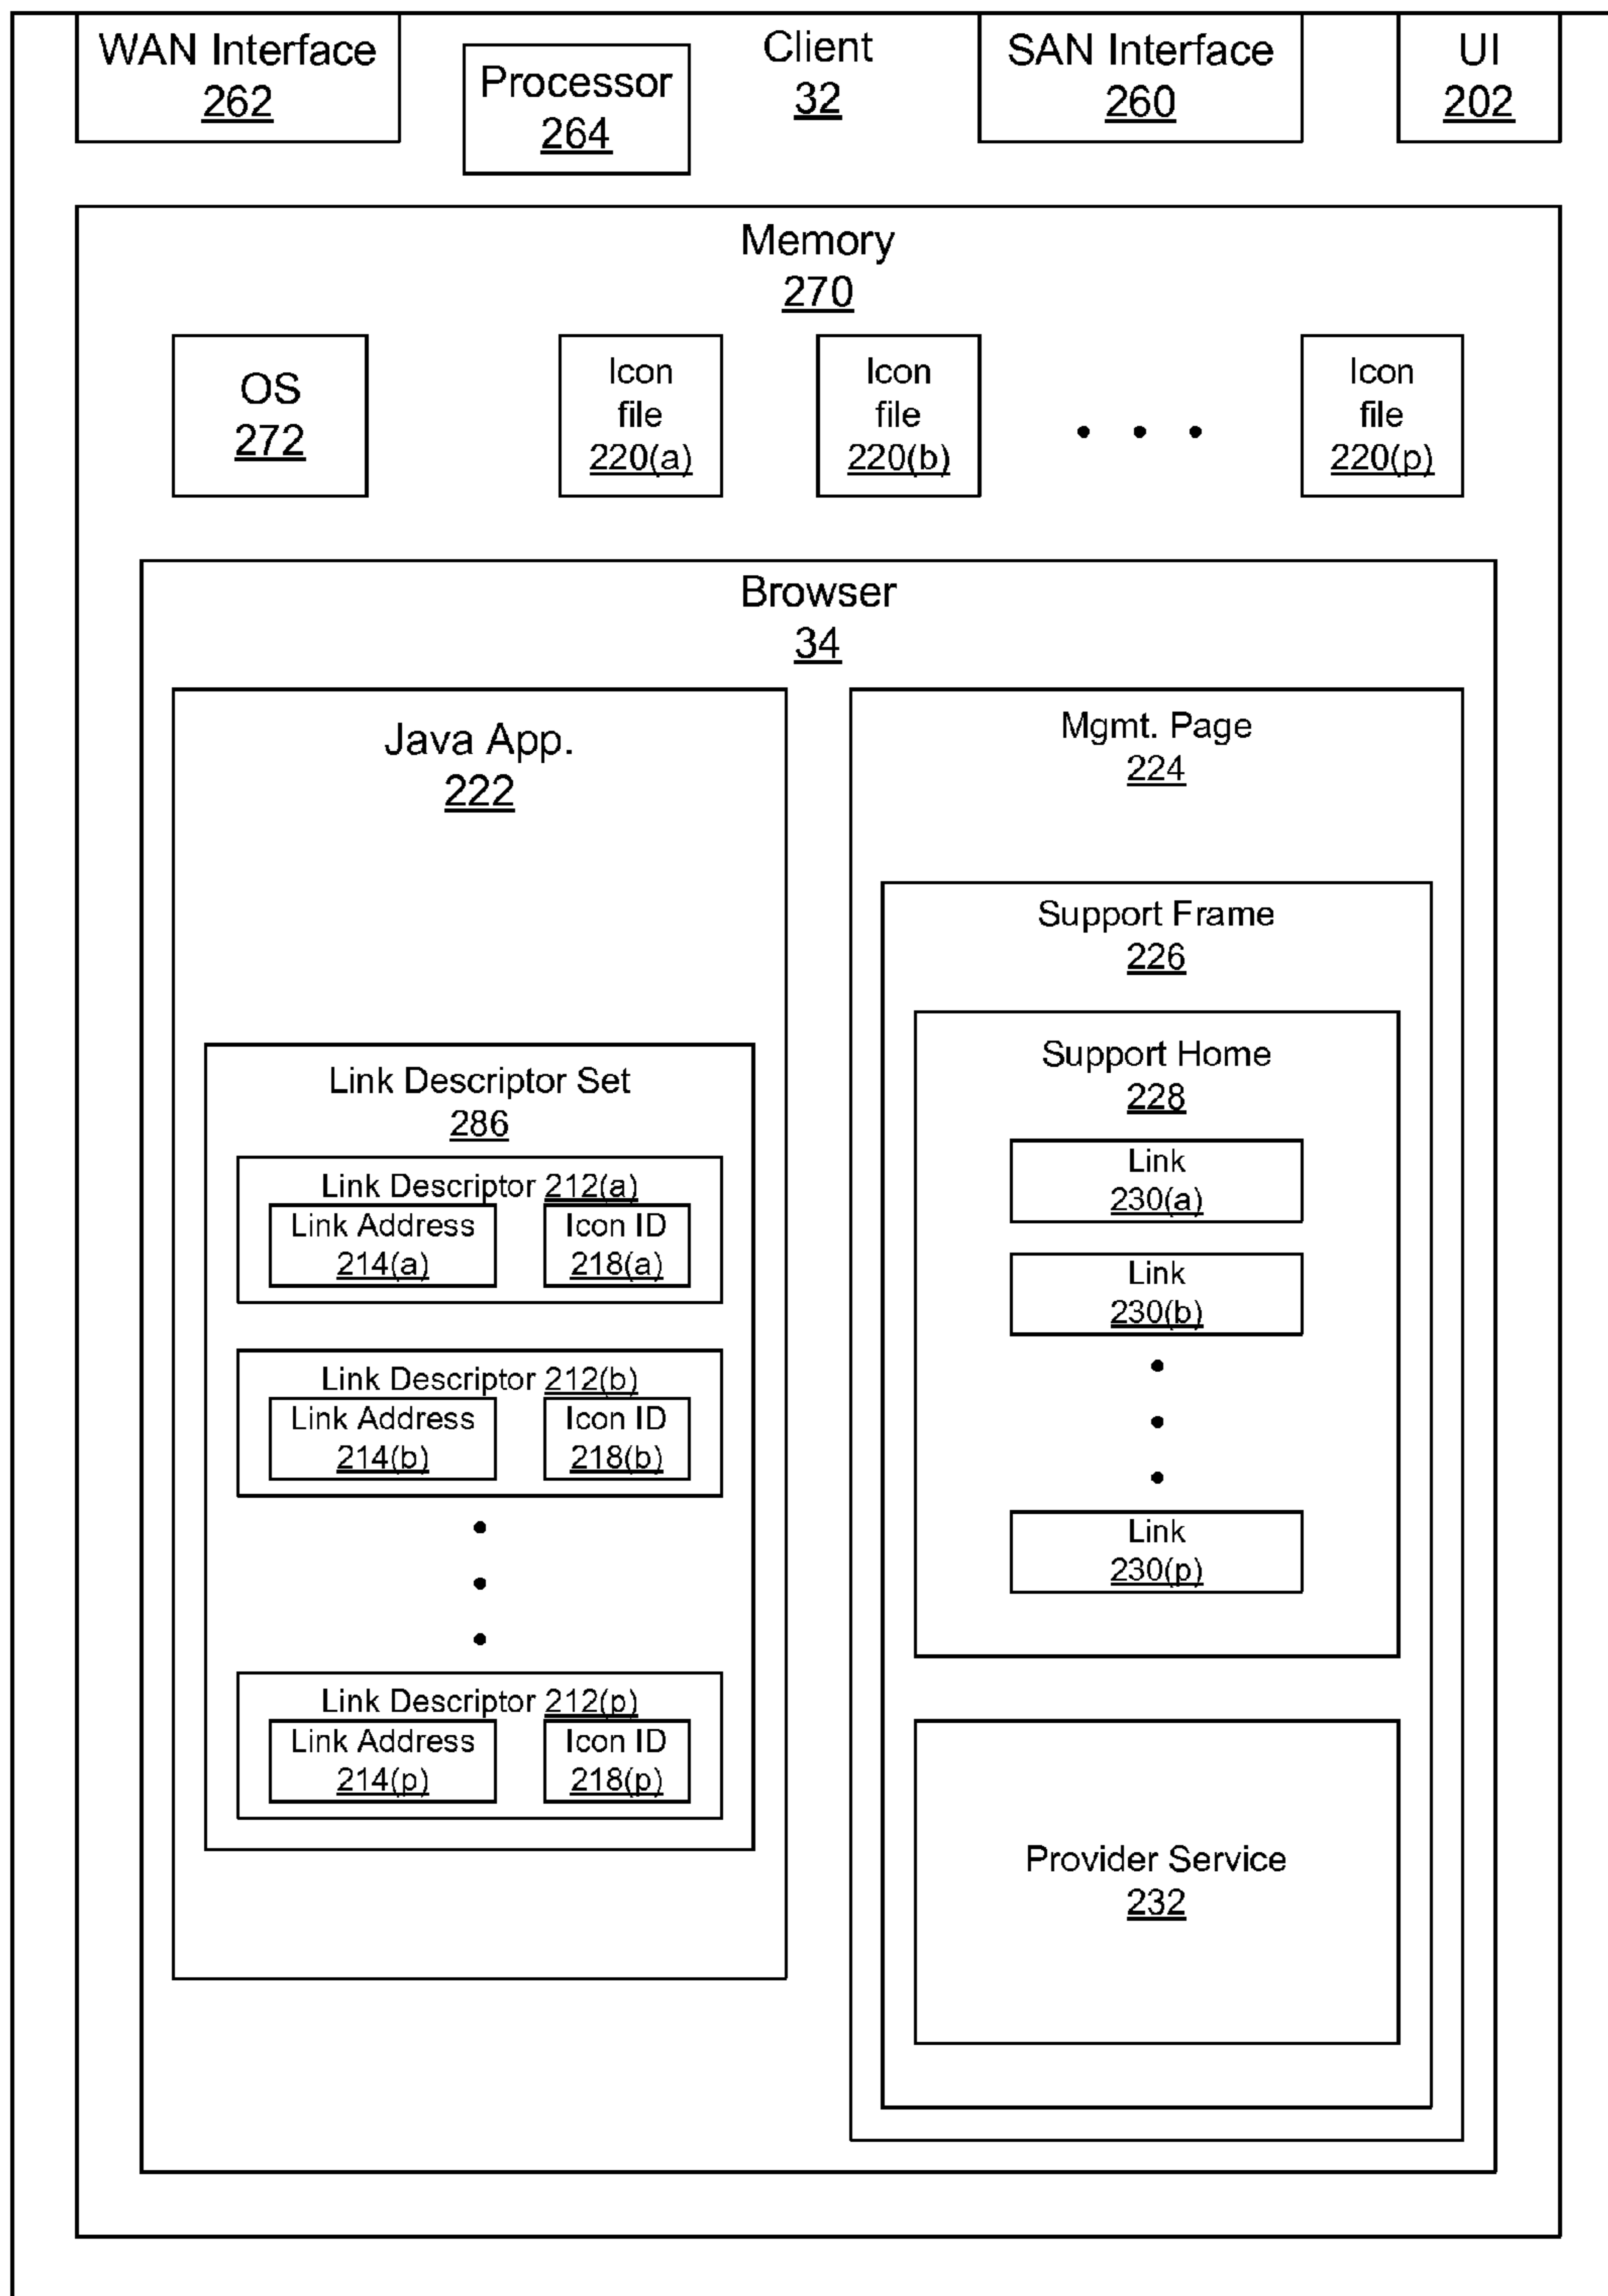 WAN Interface
262
Processor
264
Client
32
SAN Interface
260
UI
202
Memory
270
OS
272
Icon
file
220(a)
Icon
file
220(b)
• • •
Icon
file
220(p)
Browser
34
Java App.
222
Link Descriptor Set
286
Link Descriptor 212(a)
Link Address
214(a)
Icon ID
218(a)
Link Descriptor 212(b)
Link Address
214(b)
Icon ID
218(b)
•
•
•
Link Descriptor 212(p)
Link Address
214(p)
Icon ID
218(p)
Mgmt. Page
224
Support Frame
226
Support Home
228
Link
230(a)
Link
230(b)
•
•
•
Link
230(p)
Provider Service
232